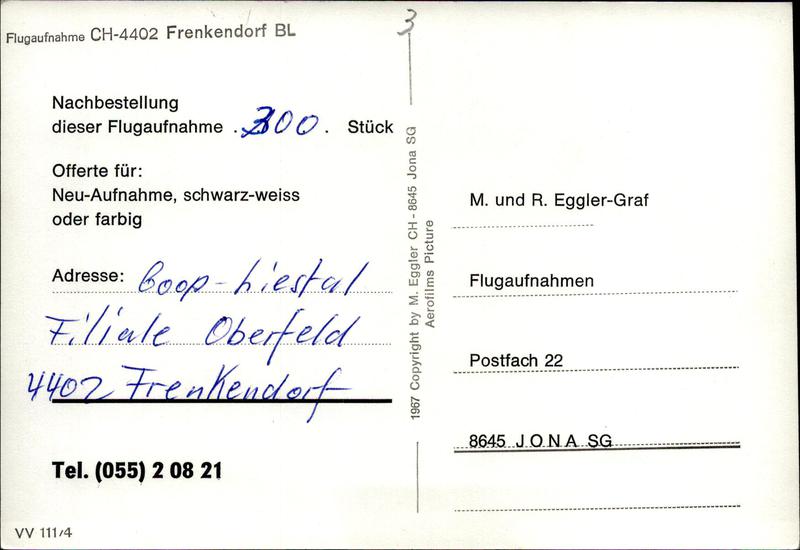 Flugaufnahme CH-4402 Frenkendorf BL
3
Nachbestellung
dieser Flugaufnahme . 300 . Stück
Offerte für:
Neu-Aufnahme, schwarz-weiss
oder farbig
Adresse: Coop-Liestal
Filiale Oberfeld
4402 Frenkendorf
Tel. (055) 2 08 21
VV 111/4
1967 Copyright by M. Eggler CH - 8645 Jona SG
Aerofilms Picture
M. und R. Eggler-Graf
Flugaufnahmen
Postfach 22
8645 JONA SG